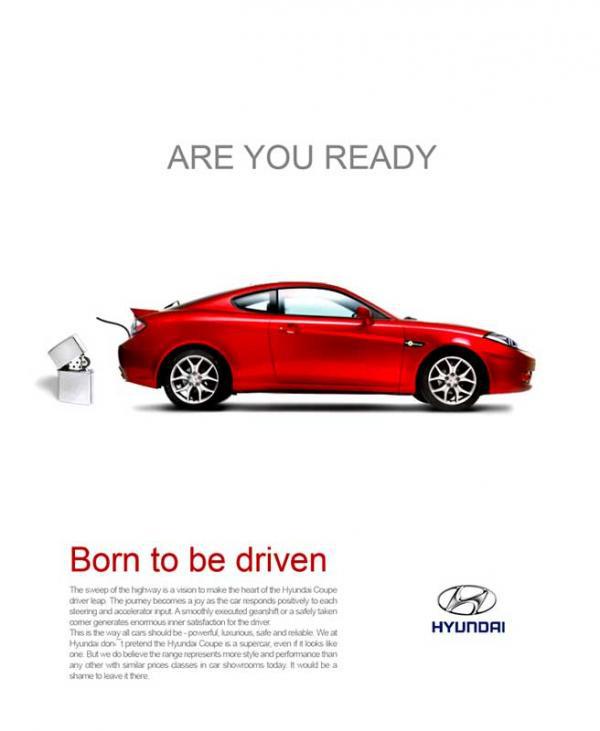 ARE YOU READY
Born to be driven
The sweep of the highway is a vision to make the heart of the Hyundai Coupe
driver leap. The journey becomes a joy as the car responds positively to each
steering and accelerator input. A smoothly executed gearshift or a safely taken
corner generates enormous inner satisfaction for the driver.
This is the way all cars should be - powerful, luxurious, safe and reliable. We at
Hyundai don-˜t pretend the Hyundai Coupe is a supercar, even if it looks like
one. But we do believe the range represents more style and performance than
any other with similar prices classes in car showrooms today. It would be a
shame to leave it there.
HYUNDAI